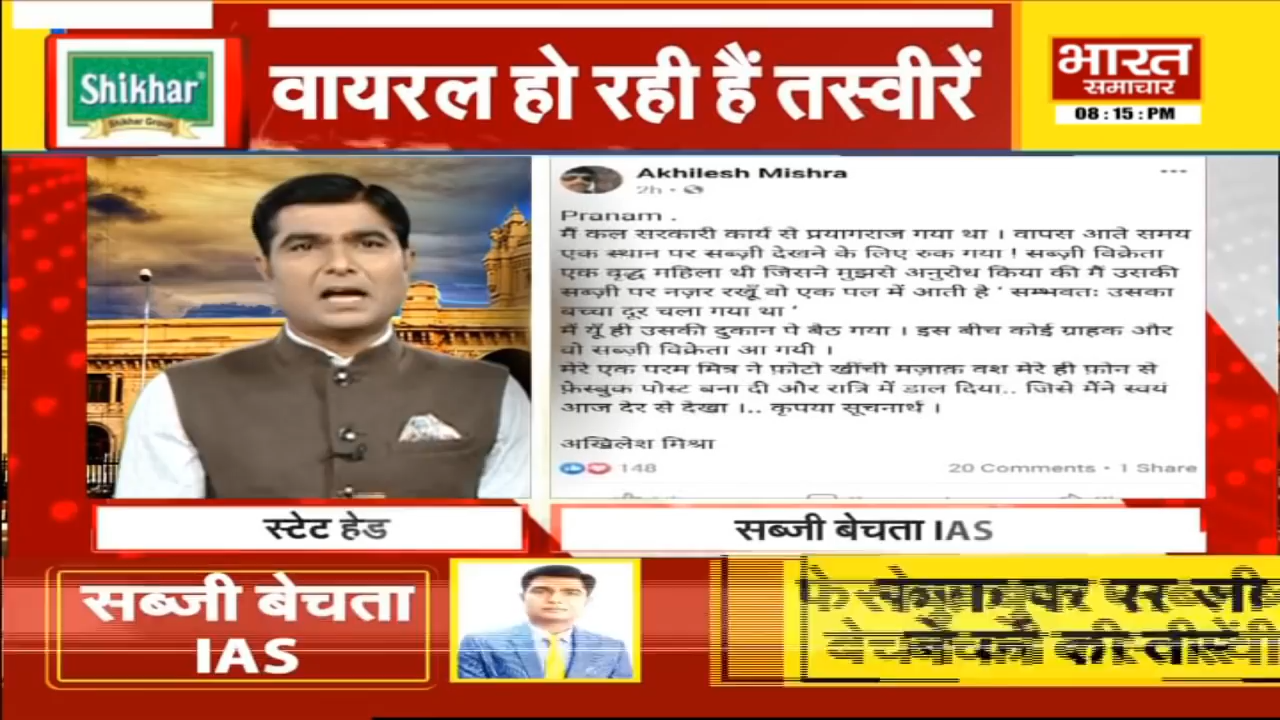 Shikhar
Shikhar Group
वायरल हो रही हैं तस्वीरें
भारत
समाचार
08 : 15 : PM
Akhilesh Mishra
2h
Pranam .
मैं कल सरकारी कार्य से प्रयागराज गया था । वापस आते समय
एक स्थान पर सब्ज़ी देखने के लिए रुक गया ! सब्ज़ी विक्रेता
एक वृद्ध महिला थी जिसने मुझसे अनुरोध किया की मैं उसकी
सब्ज़ी पर नज़र रखूँ वो एक पल में आती है ‘ सम्भवतः उसका
बच्चा दूर चला गया था ‘
मैं यूँ ही उसकी दुकान पे बैठ गया । इस बीच कोई ग्राहक और
वो सब्ज़ी विक्रेता आ गयी ।
मेरे एक परम मित्र ने फ़ोटो खींची मज़ाक़ वश मेरे ही फ़ोन से
फ़ेस्बुक पोस्ट बना दी और रात्रि में डाल दिया.. जिसे मैंने स्वयं
आज देर से देखा ।.. कृपया सूचनार्थ ।
अखिलेश मिश्रा
148
20 Comments • 1 Share
स्टेट हेड
सब्जी बेचता IAS
सब्जी बेचता
IAS